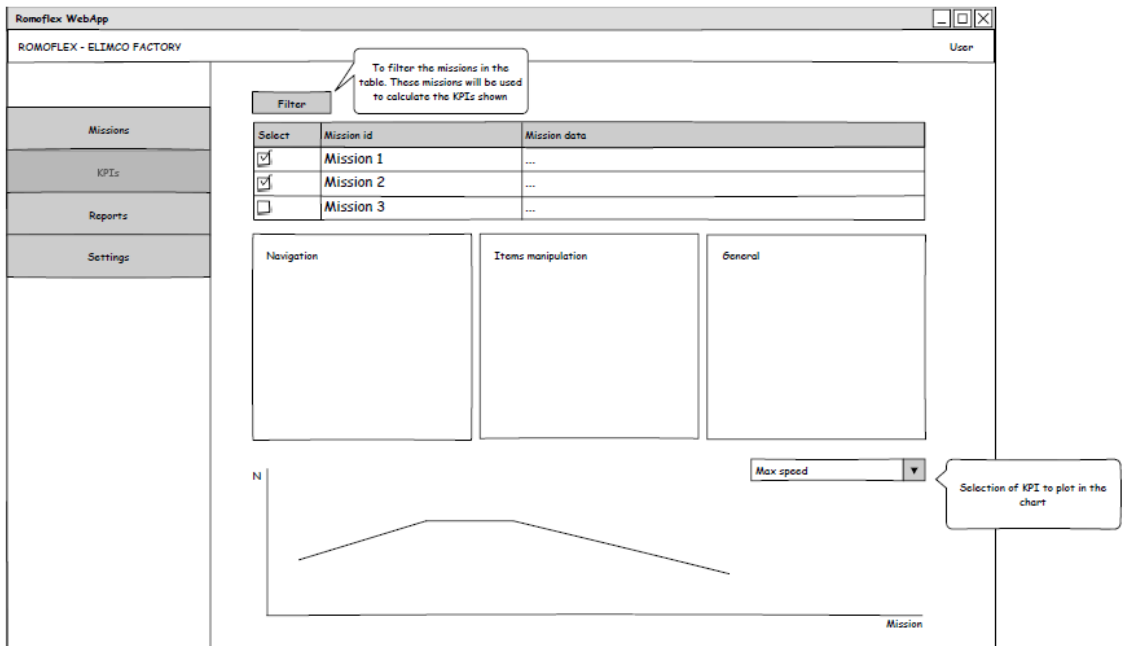 Romoflex WebApp
ROMOFLEX - ELIMCO FACTORY
User
To filter the missions in the
table. These missions will be used
to calculate the KPIs shown
Filter
Missions
KPIs
Reports
Settings
Select Mission id Mission data
Mission 1 ...
Mission 2 ...
Mission 3 ...
Navigation
Items manipulation
General
Max speed
Selection of KPI to plot in the
chart
N
Mission